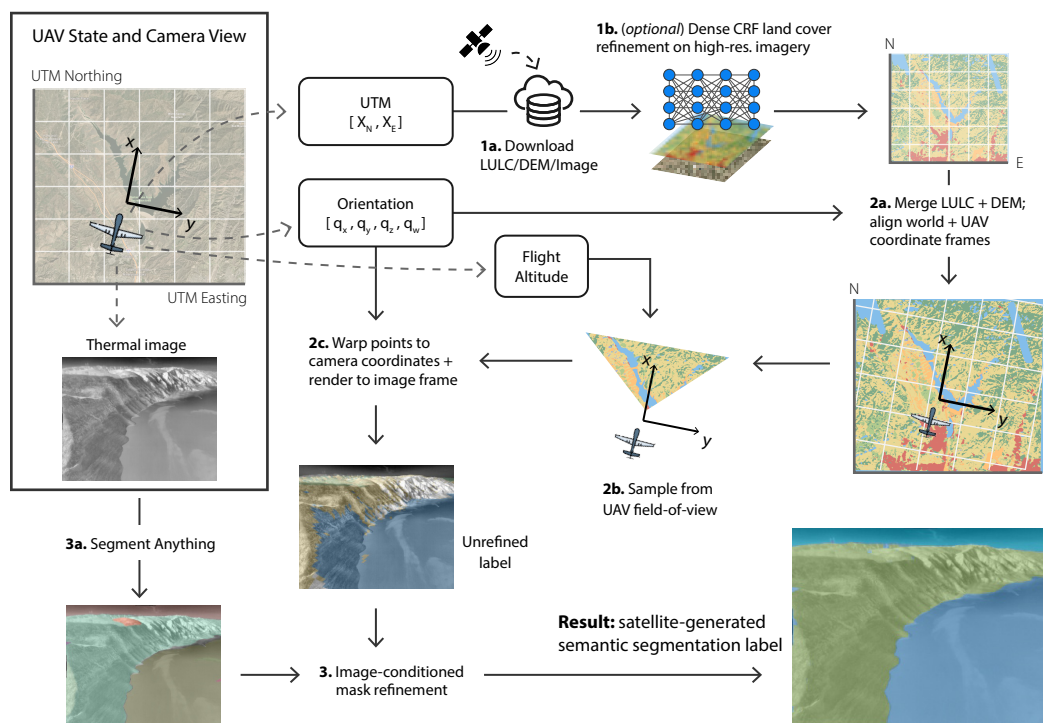 UAV State and Camera View
UTM Northing
x
y
UTM Easting
Thermal image
UTM
[ X_N , X_E ]
Orientation
[ q_x , q_y , q_z , q_w ]
Flight
Altitude
1a. Download
LULC/DEM/Image
1b. (optional) Dense CRF land cover
refinement on high-res. imagery
N
E
2a. Merge LULC + DEM;
align world + UAV
coordinate frames
N
x
y
x
y
2b. Sample from
UAV field-of-view
2c. Warp points to
camera coordinates +
render to image frame
Unrefined
label
3a. Segment Anything
3. Image-conditioned
mask refinement
Result: satellite-generated
semantic segmentation label